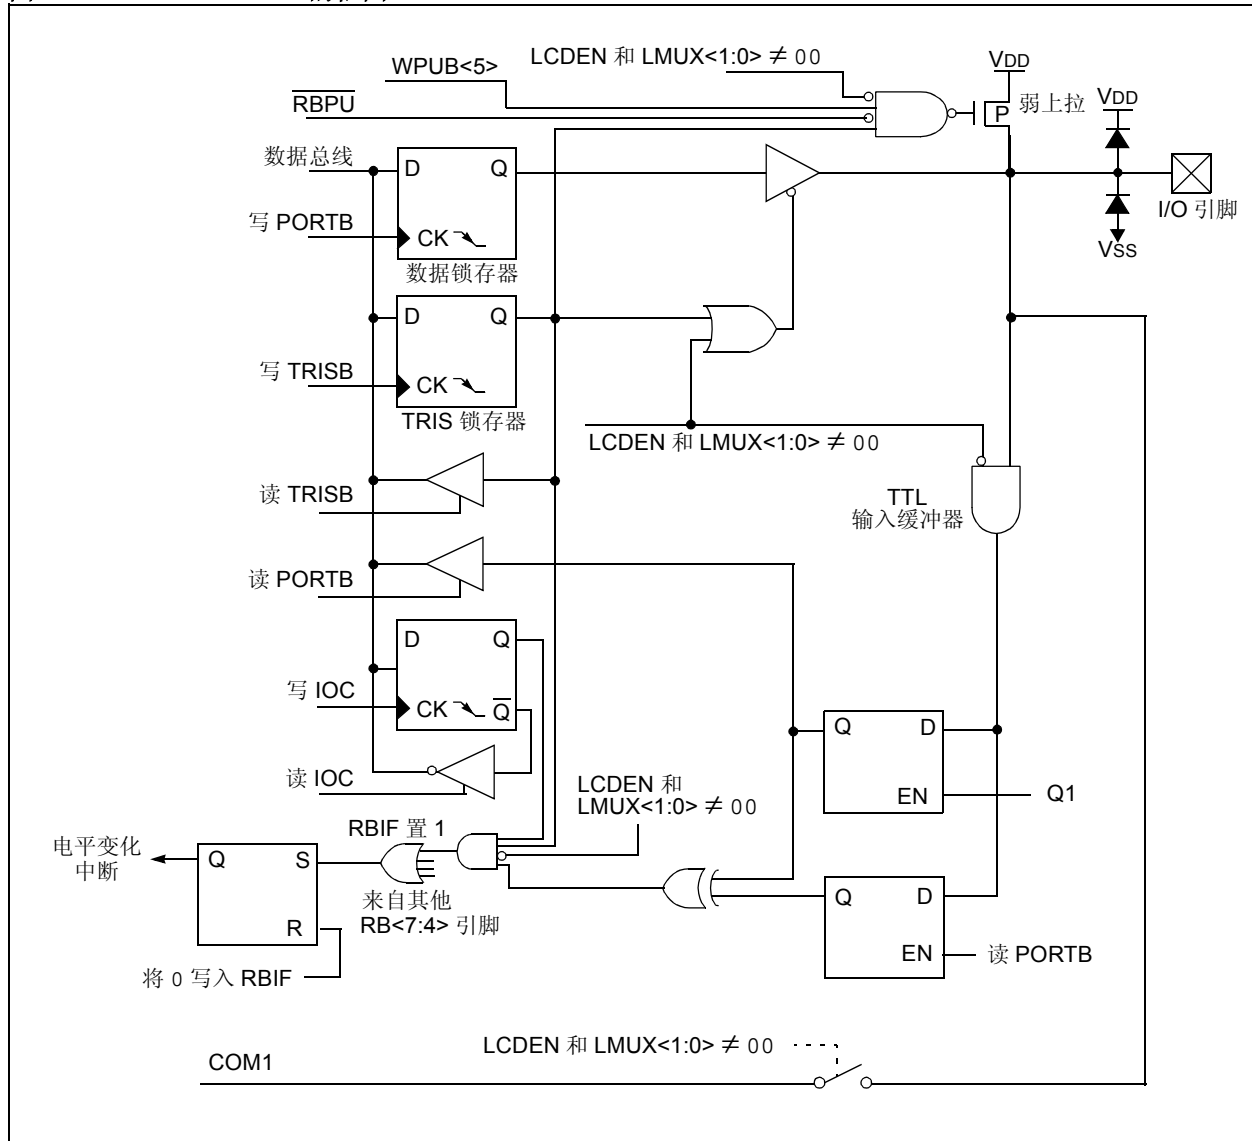 LCDEN 和 LMUX<1:0> ≠ 00
VDD
WPUB<5>
RBPU
弱上拉
VDD
P
数据总线
D
Q
写 PORTB
CK
数据锁存器
I/O 引脚
VSS
D
Q
写 TRISB
CK
TRIS 锁存器
LCDEN 和 LMUX<1:0> ≠ 00
读 TRISB
TTL
输入缓冲器
读 PORTB
D
Q
写 IOC
CK
Q
读 IOC
Q
D
EN
Q1
LCDEN 和
LMUX<1:0> ≠ 00
RBIF 置 1
电平变化
中断
Q
S
R
来自其他
RB<7:4> 引脚
将 0 写入 RBIF
Q
D
EN
读 PORTB
LCDEN 和 LMUX<1:0> ≠ 00
COM1